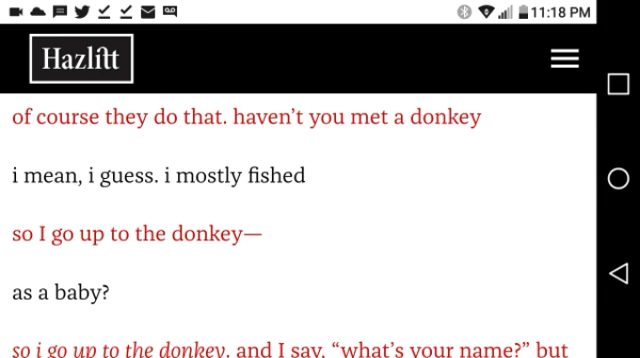 11:18 PM
Hazlitt
of course they do that. haven’t you met a donkey
i mean, i guess. i mostly fished
so I go up to the donkey—
as a baby?
so i go up to the donkey. and I say, “what’s your name?” but